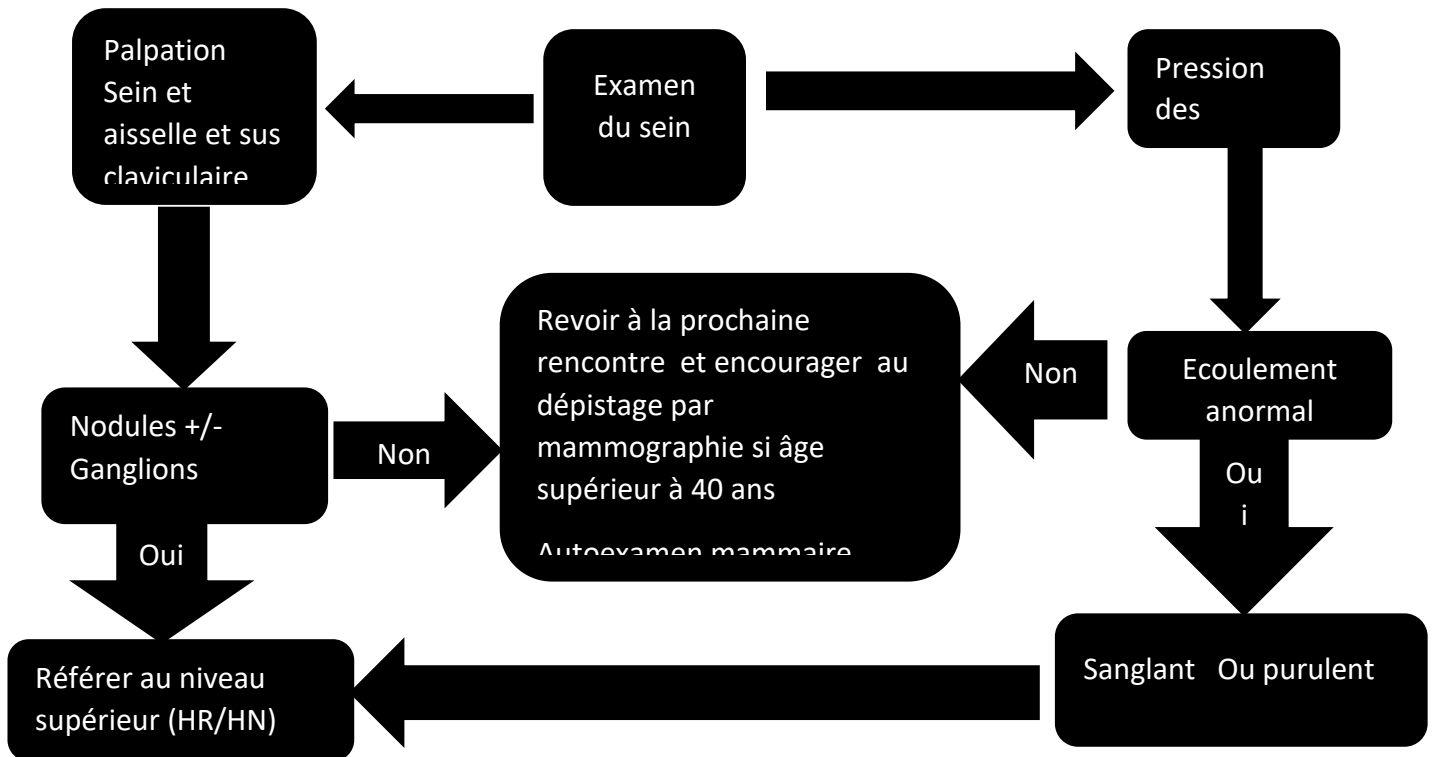 Palpation
Sein et
aisselle et sus
claviculaire
Examen
du sein
Pression
des
Revoir à la prochaine
rencontre et encourager au
dépistage par
mammographie si âge
supérieur à 40 ans
Autoexamen mammaire
Non
Ecoulement
anormal
Nodules +/-
Ganglions
Non
Oui
Ou
i
Référer au niveau
supérieur (HR/HN)
Sanglant Ou purulent